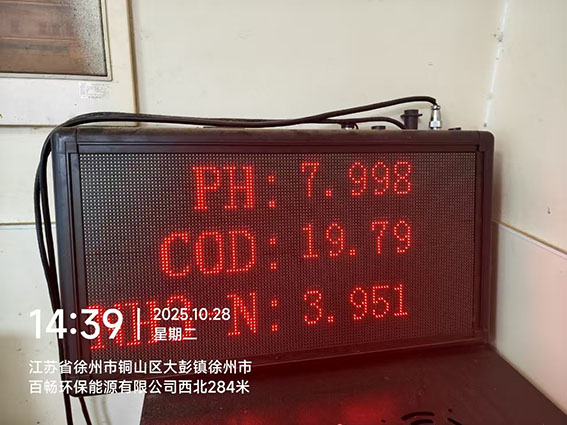 PH: 7.998
COD: 19.79
NH3-N: 3.951
14:39
2025.10.28
星期二
江苏省徐州市铜山区大彭镇徐州市
百畅环保能源有限公司西北284米